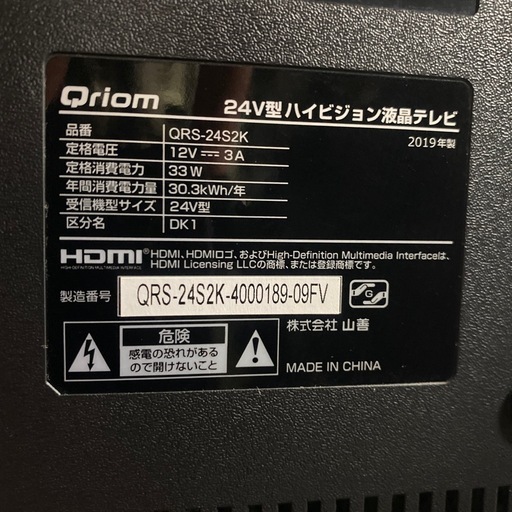 Qriom
24V型ハイビジョン液晶テレビ
2019年製
品番 QRS-24S2K
定格電圧 12V⎓3A
定格消費電力 33W
年間消費電力量 30.3kWh/年
受信機型サイズ 24V型
区分名 DK1
HDMI®
HIGH-DEFINITION MULTIMEDIA INTERFACE
HDMI、HDMIロゴ、およびHigh-Definition Multimedia Interfaceは、
HDMI Licensing LLCの商標、または登録商標です。
製造番号 QRS-24S2K-4000189-09FV
G
株式会社 山善
危険
感電の恐れがある
ので開けないこと
MADE IN CHINA